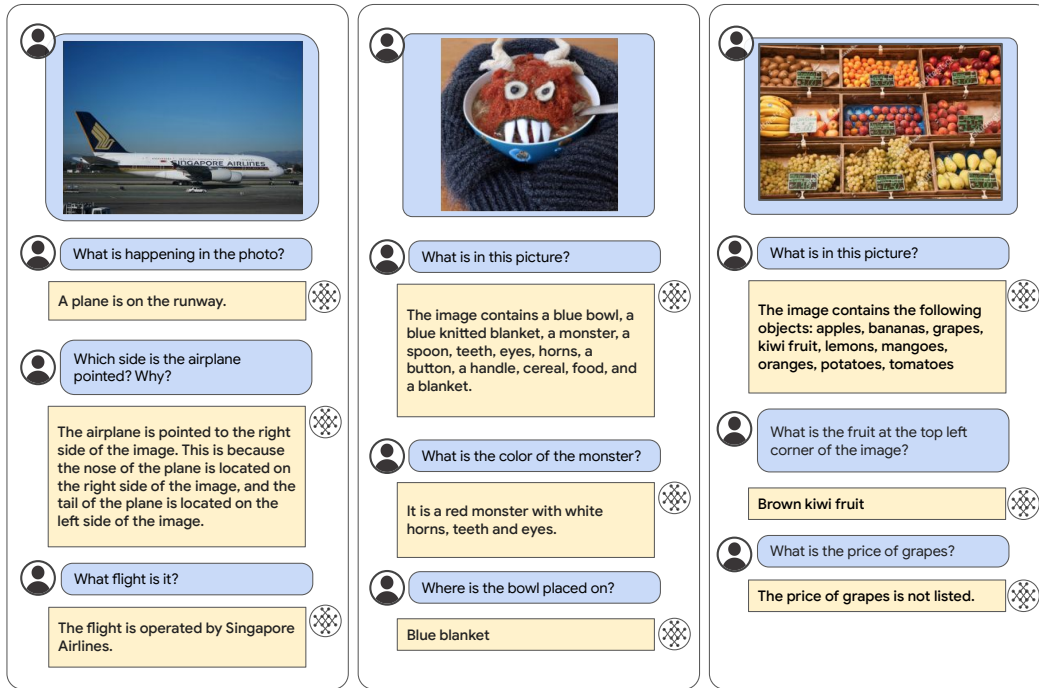 SINGAPORE AIRLINES
What is happening in the photo?
A plane is on the runway.
Which side is the airplane
pointed? Why?
The airplane is pointed to the right
side of the image. This is because
the nose of the plane is located on
the right side of the image, and the
tail of the plane is located on the
left side of the image.
What flight is it?
The flight is operated by Singapore
Airlines.
What is in this picture?
The image contains a blue bowl, a
blue knitted blanket, a monster, a
spoon, teeth, eyes, horns, a
button, a handle, cereal, food, and
a blanket.
What is the color of the monster?
It is a red monster with white
horns, teeth and eyes.
Where is the bowl placed on?
Blue blanket
What is in this picture?
The image contains the following
objects: apples, bananas, grapes,
kiwi fruit, lemons, mangoes,
oranges, potatoes, tomatoes
What is the fruit at the top left
corner of the image?
Brown kiwi fruit
What is the price of grapes?
The price of grapes is not listed.